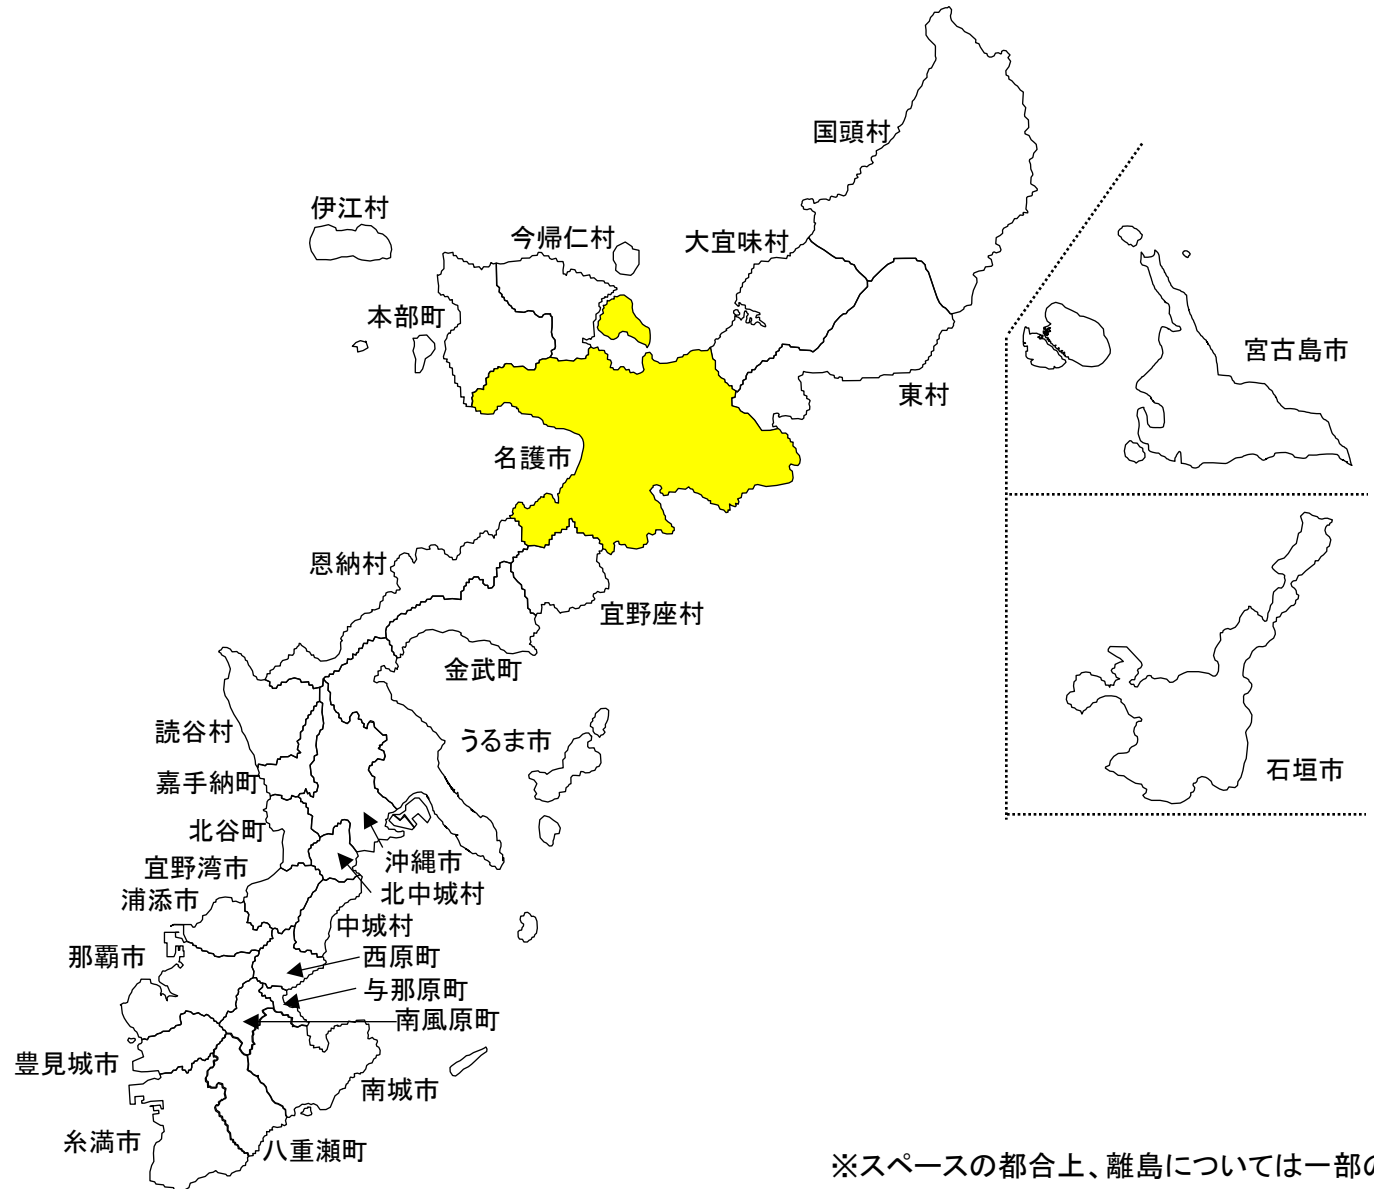 国頭村
伊江村
今帰仁村
大宜味村
本部町
宮古島市
東村
名護市
恩納村
宜野座村
金武町
読谷村
うるま市
石垣市
嘉手納町
北谷町
沖縄市
宜野湾市
北中城村
浦添市
中城村
那覇市
西原町
与那原町
南風原町
豊見城市
南城市
糸満市
八重瀬町
※スペースの都合上、離島については一部の